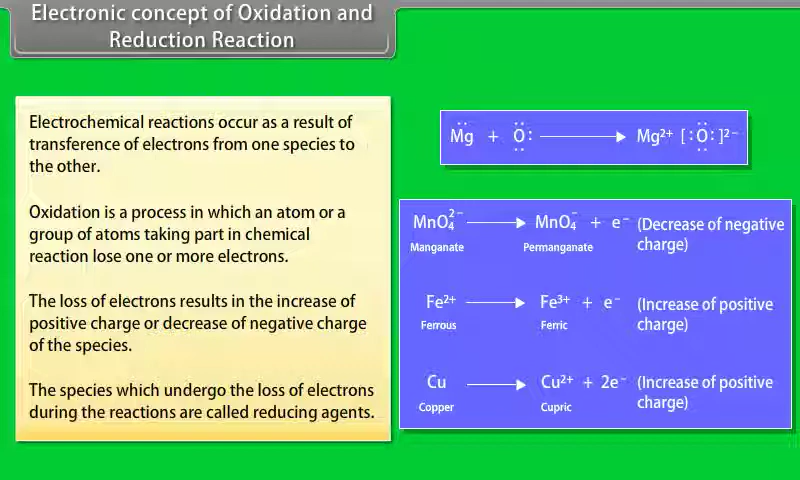 Electronic concept of Oxidation and
Reduction Reaction
Electrochemical reactions occur as a result of
transference of electrons from one species to
the other.
Oxidation is a process in which an atom or a
group of atoms taking part in chemical
reaction lose one or more electrons.
The loss of electrons results in the increase of
positive charge or decrease of negative charge
of the species.
The species which undergo the loss of electrons
during the reactions are called reducing agents.
M̈g + Ö: ⟶ Mg²⁺ [:Ö:]²⁻
MnO₄²⁻ ⟶ MnO₄⁻ + e⁻ (Decrease of negative
charge)
Manganate Permanganate
Fe²⁺ ⟶ Fe³⁺ + e⁻ (Increase of positive
charge)
Ferrous Ferric
Cu ⟶ Cu²⁺ + 2e⁻ (Increase of positive
charge)
Copper Cupric